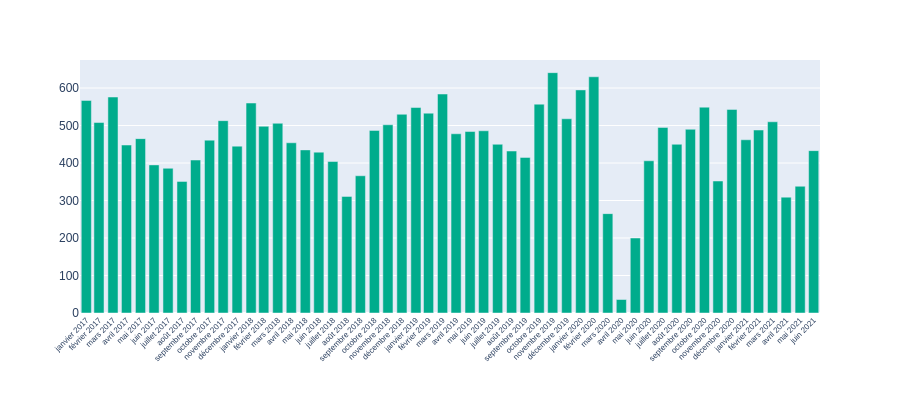 600
500
400
300
200
100
0
janvier 2017
février 2017
mars 2017
avril 2017
mai 2017
juin 2017
juillet 2017
août 2017
septembre 2017
octobre 2017
novembre 2017
décembre 2017
janvier 2018
février 2018
mars 2018
avril 2018
mai 2018
juin 2018
juillet 2018
août 2018
septembre 2018
octobre 2018
novembre 2018
décembre 2018
janvier 2019
février 2019
mars 2019
avril 2019
mai 2019
juin 2019
juillet 2019
août 2019
septembre 2019
octobre 2019
novembre 2019
décembre 2019
janvier 2020
février 2020
mars 2020
avril 2020
mai 2020
juin 2020
juillet 2020
août 2020
septembre 2020
octobre 2020
novembre 2020
décembre 2020
janvier 2021
février 2021
mars 2021
avril 2021
mai 2021
juin 2021